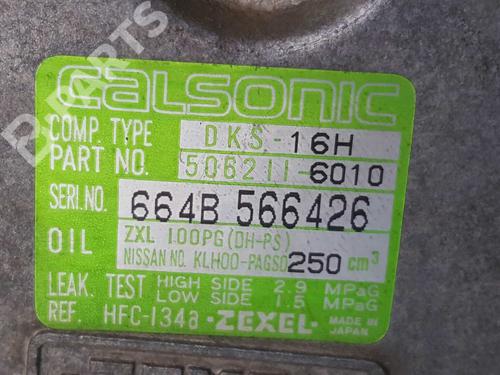 CALSONIC
COMP. TYPE DKS-16H
PART NO. 506211-6010
SERI.NO. 664B 566426
OIL ZXL 100PG (DH-PS)
NISSAN NO. KLH00-PAGS0 250 cm³
LEAK. TEST HIGH SIDE 2.9 MPaG
LOW SIDE 1.5 MPaG
REF. HFC-134a ·ZEXEL· MADE IN JAPAN
B-PARTS